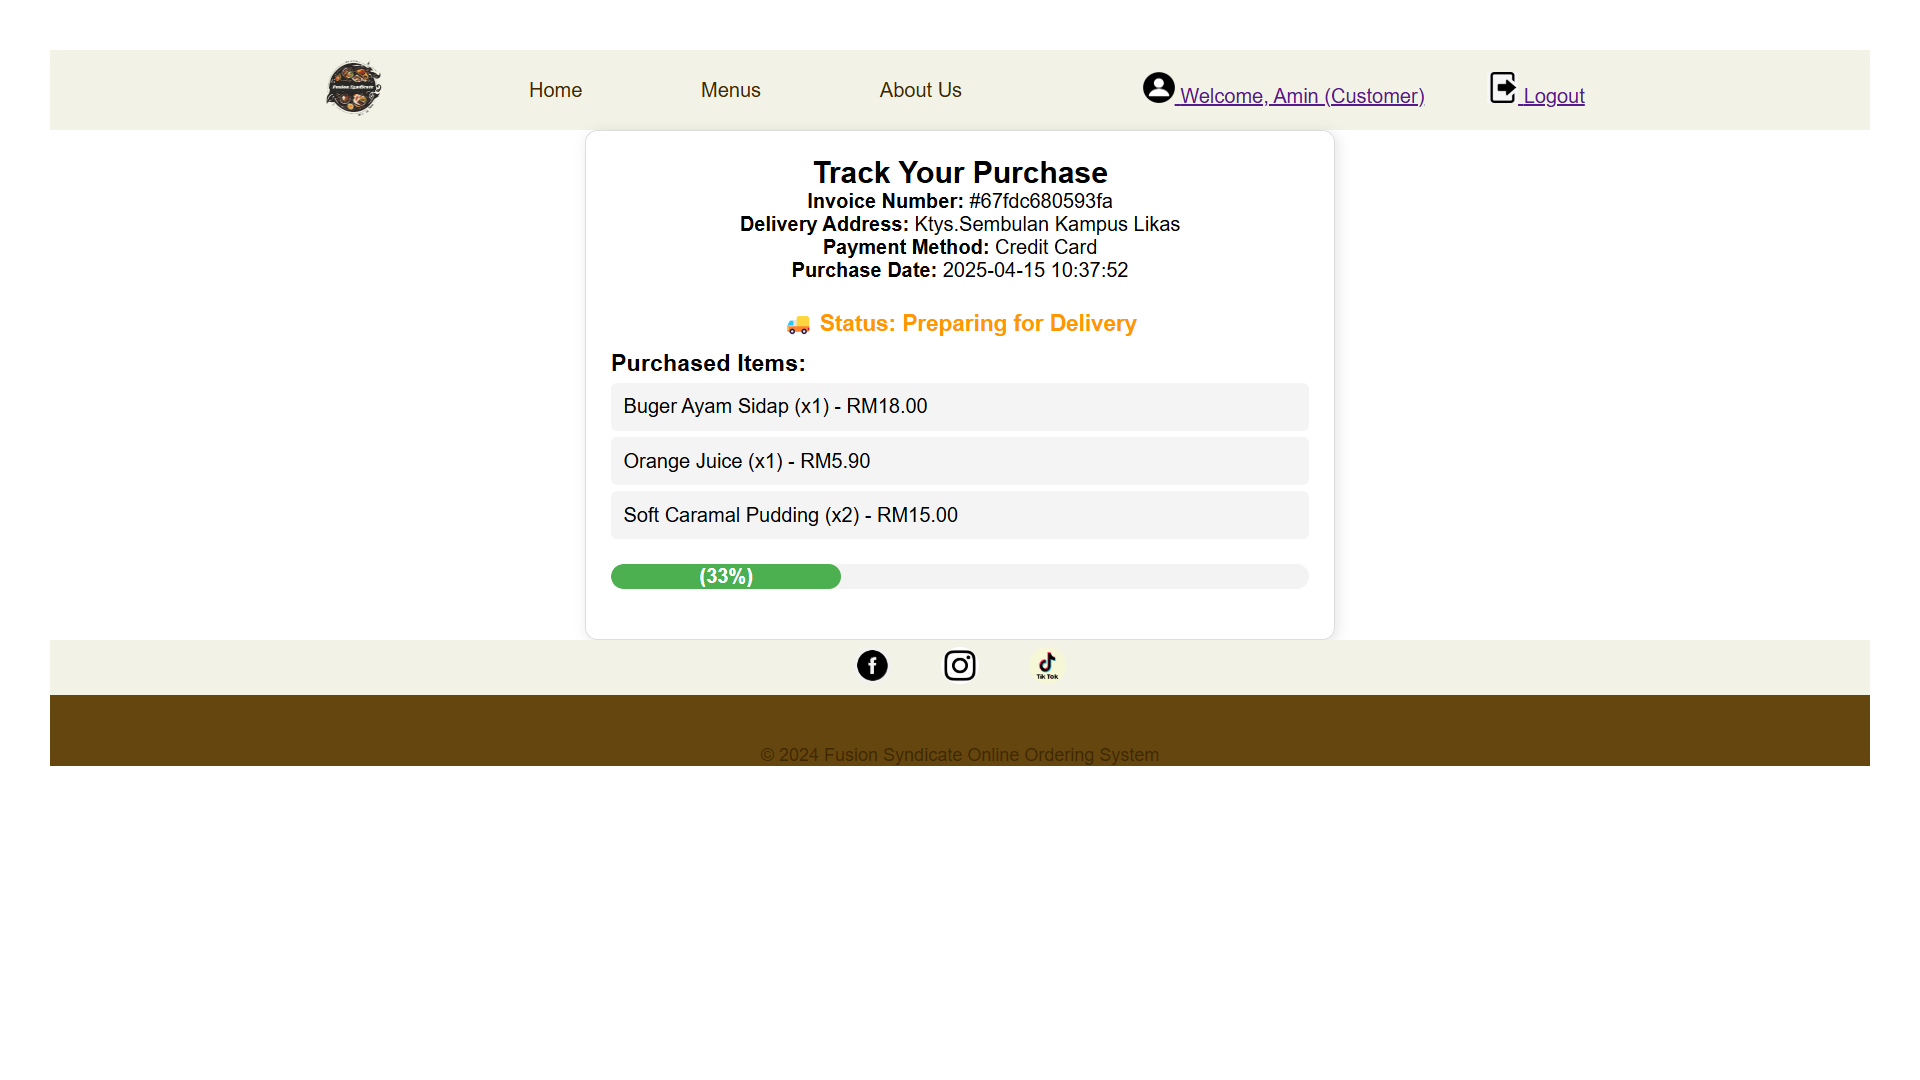 Fusion Syndicate
Home
Menus
About Us
Welcome, Amin (Customer)
Logout
Track Your Purchase
Invoice Number: #67fdc680593fa
Delivery Address: Ktys.Sembulan Kampus Likas
Payment Method: Credit Card
Purchase Date: 2025-04-15 10:37:52
Status: Preparing for Delivery
Purchased Items:
Buger Ayam Sidap (x1) - RM18.00
Orange Juice (x1) - RM5.90
Soft Caramal Pudding (x2) - RM15.00
(33%)
Tik Tok
© 2024 Fusion Syndicate Online Ordering System